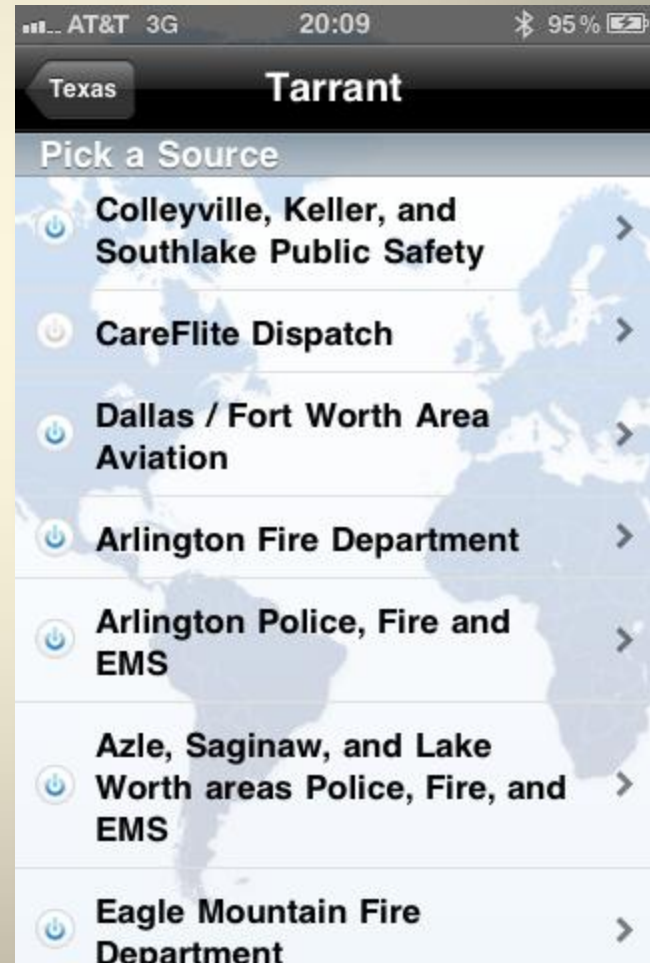 AT&T 3G 20:09 95%
Texas Tarrant
Pick a Source
Colleyville, Keller, and
Southlake Public Safety
CareFlite Dispatch
Dallas / Fort Worth Area
Aviation
Arlington Fire Department
Arlington Police, Fire and
EMS
Azle, Saginaw, and Lake
Worth areas Police, Fire, and
EMS
Eagle Mountain Fire
Department